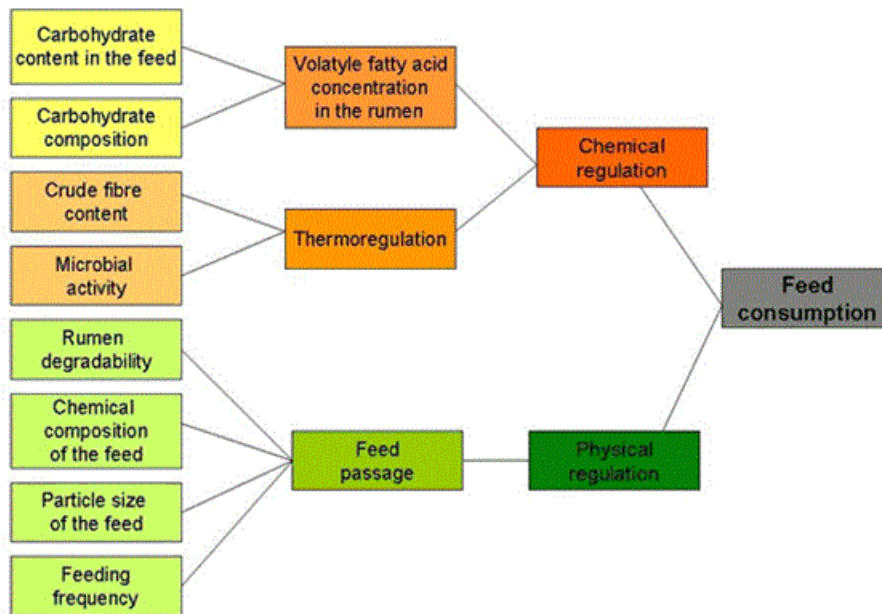 Carbohydrate
content in the feed
Carbohydrate
composition
Crude fibre
content
Microbial
activity
Rumen
degradability
Chemical
composition
of the feed
Particle size
of the feed
Feeding
frequency
Volatyle fatty acid
concentration
in the rumen
Thermoregulation
Feed
passage
Chemical
regulation
Physical
regulation
Feed
consumption